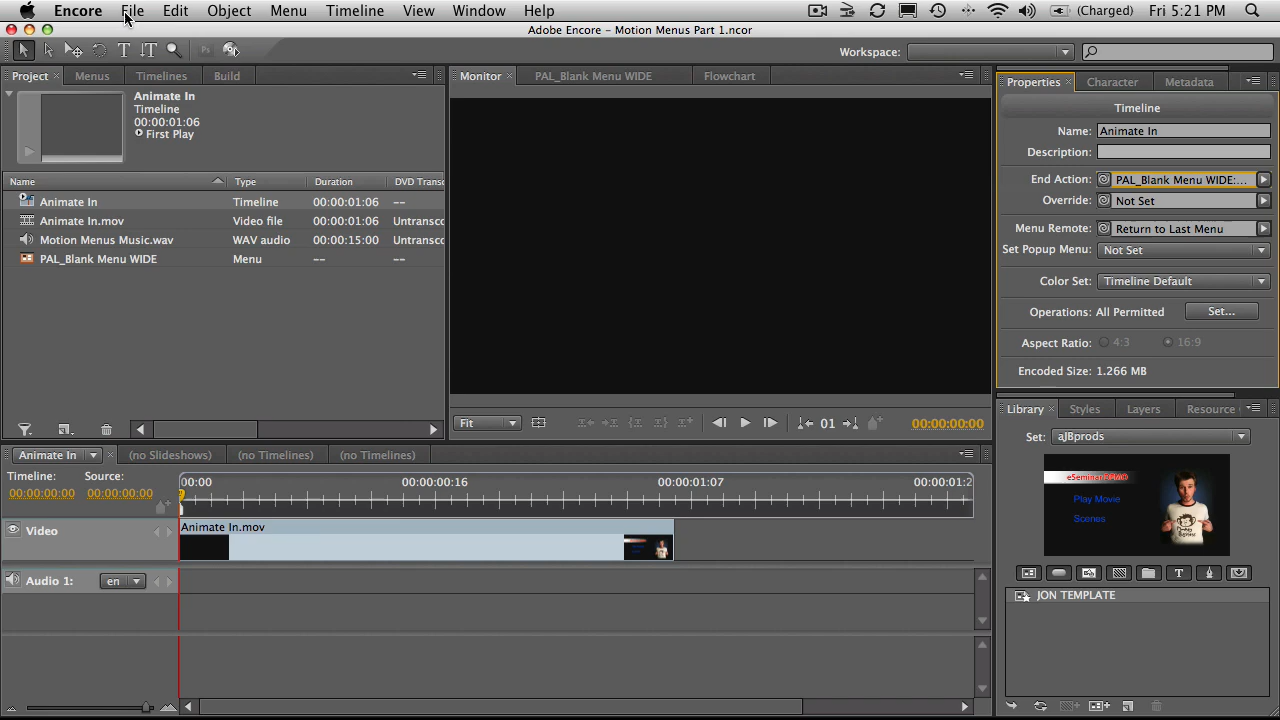 Encore File Edit Object Menu Timeline View Window Help (Charged) Fri 5:21 PM
Adobe Encore - Motion Menus Part 1.ncor
Workspace:
Project Menus Timelines Build
Animate In
Timeline
00:00:01:06
First Play
Name Type Duration DVD Transc
Animate In Timeline 00:00:01:06 --
Animate In.mov Video file 00:00:01:06 Untransco
Motion Menus Music.wav WAV audio 00:00:15:00 Untransco
PAL_Blank Menu WIDE Menu -- --
Monitor PAL_Blank Menu WIDE Flowchart
Fit 01 00:00:00:00
Properties Character Metadata
Timeline
Name: Animate In
Description:
End Action: PAL_Blank Menu WIDE:...
Override: Not Set
Menu Remote: Return to Last Menu
Set Popup Menu: Not Set
Color Set: Timeline Default
Operations: All Permitted Set...
Aspect Ratio: 4:3 16:9
Encoded Size: 1.266 MB
Library Styles Layers Resource
Set: aJBprods
eSeminar DEMO
Play Movie
Scenes
T
JON TEMPLATE
Animate In (no Slideshows) (no Timelines) (no Timelines)
Timeline: Source:
00:00:00:00 00:00:00:00
:00:00 00:00:00:16 00:00:01:07 00:00:01:2
Video Animate In.mov
Audio 1: en